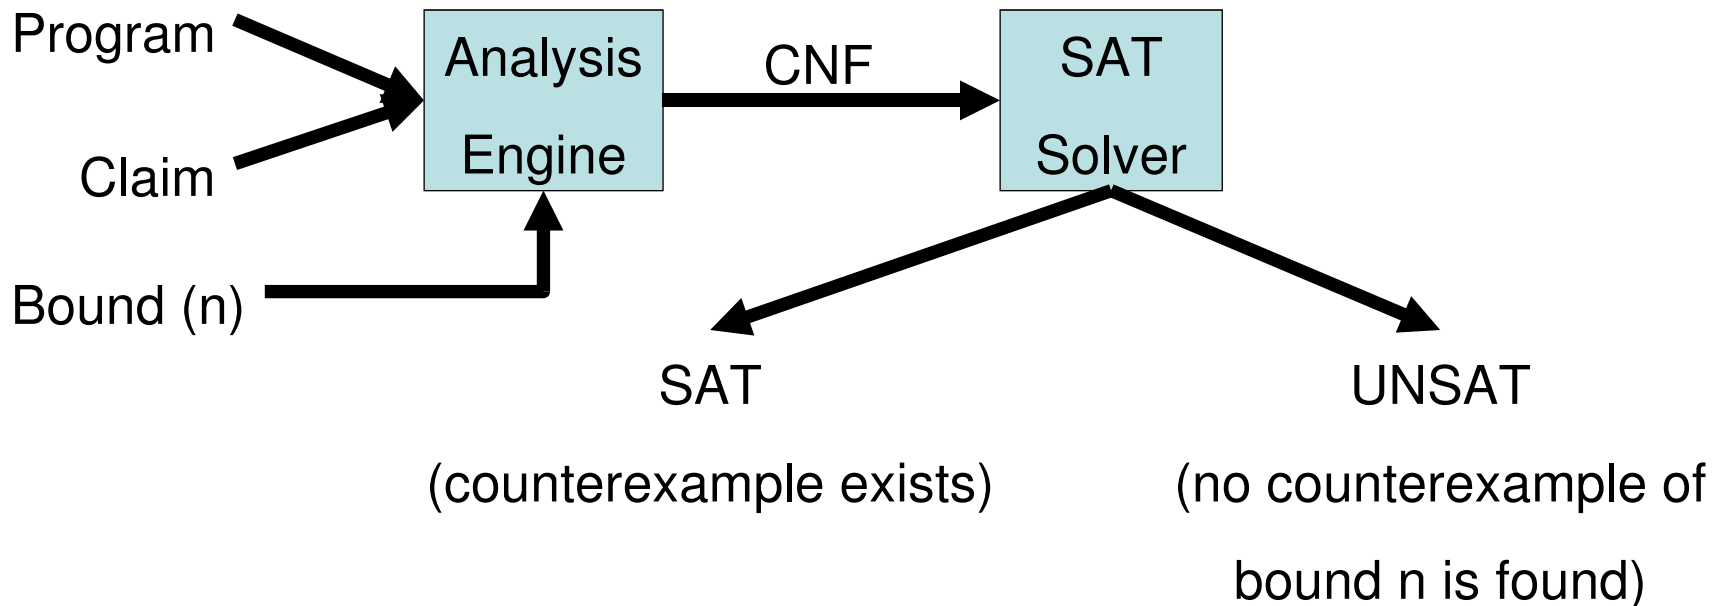 Program
Claim
Bound (n)
Analysis
Engine
CNF
SAT
Solver
SAT
(counterexample exists)
UNSAT
(no counterexample of
bound n is found)